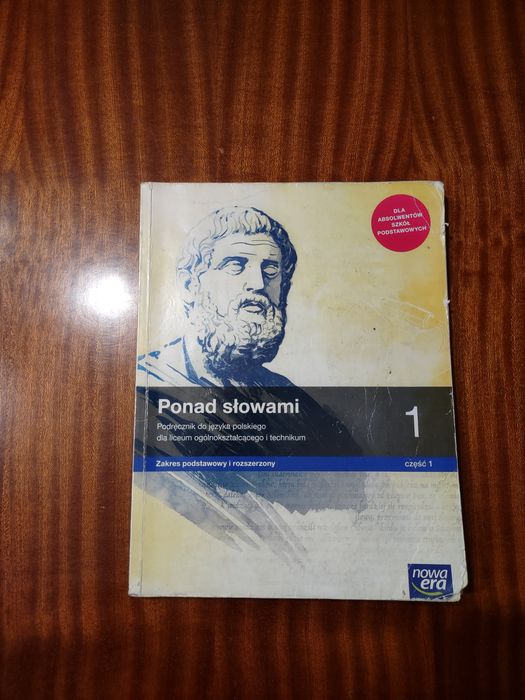 DLA
ABSOLWENTÓW
SZKÓŁ
PODSTAWOWYCH
Ponad słowami
Podręcznik do języka polskiego
dla liceum ogólnokształcącego i technikum
1
Zakres podstawowy i rozszerzony
część 1
nowa
era